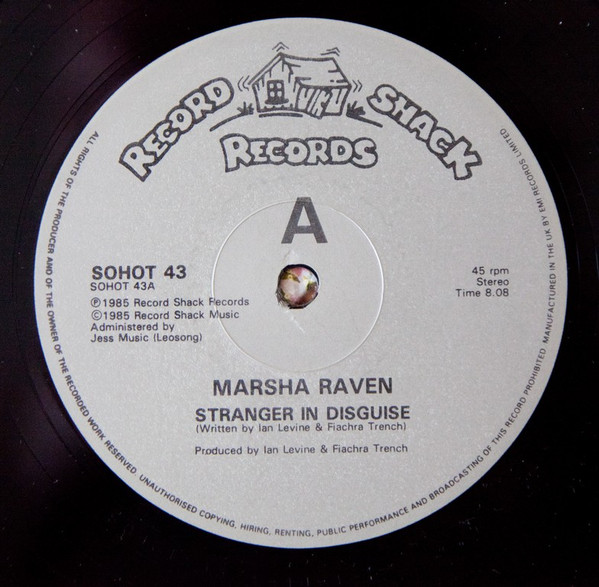 RECORD SHACK
UK
RECORDS
A
SOHOT 43
SOHOT 43A
℗1985 Record Shack Records
©1985 Record Shack Music
Administered by
Jess Music (Leosong)
45 rpm
Stereo
Time 8.08
MARSHA RAVEN
STRANGER IN DISGUISE
(Written by Ian Levine & Fiachra Trench)
Produced by Ian Levine & Fiachra Trench
ALL RIGHTS OF THE PRODUCER AND OF THE OWNER OF THE RECORDED WORK RESERVED. UNAUTHORISED COPYING, HIRING, RENTING, PUBLIC PERFORMANCE AND BROADCASTING OF THIS RECORD PROHIBITED. MANUFACTURED IN THE UK BY EMI RECORDS LIMITED